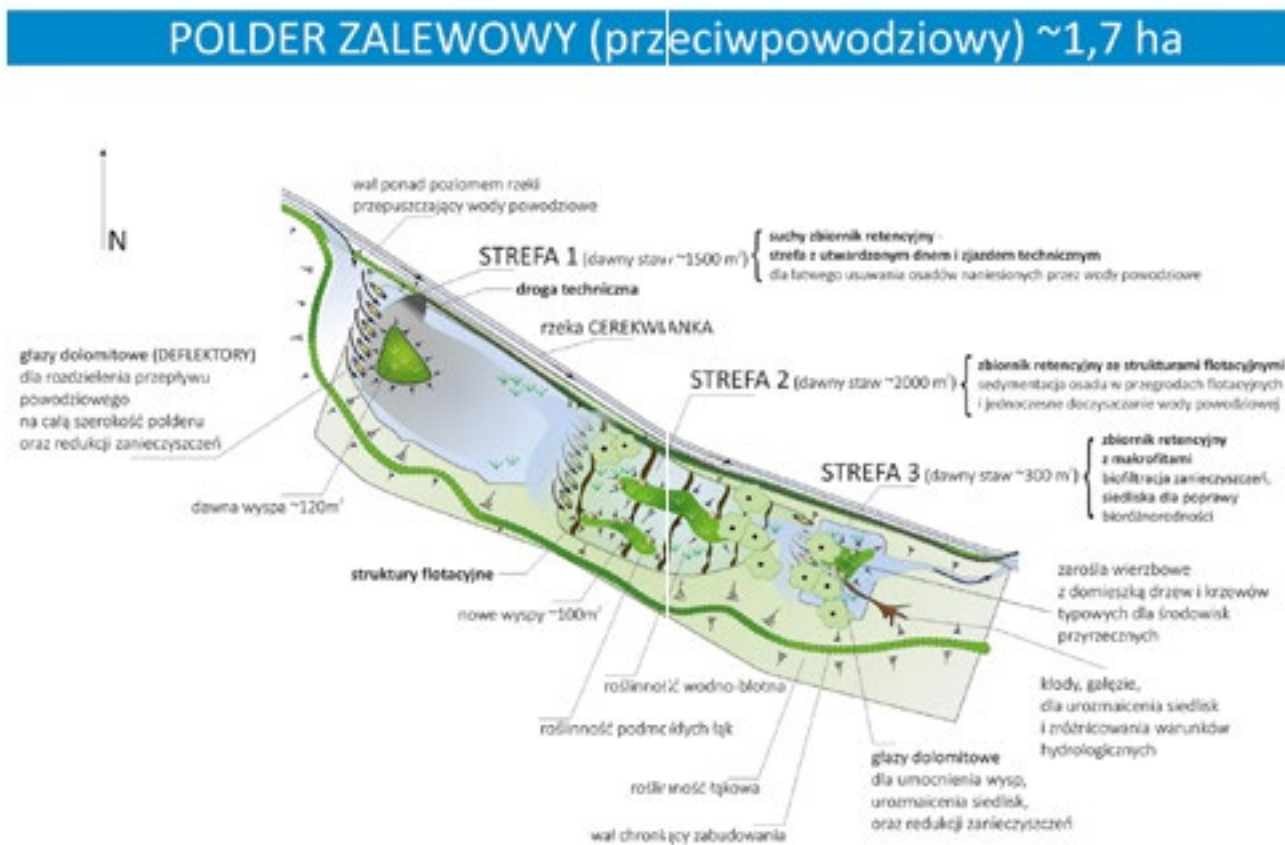 POLDER ZALEWOWY (przeciwpowodziowy) ~1,7 ha
N
wał ponad poziomem rzeki
przepuszczający wody powodziowe
STREFA 1 (dawny staw ~1500 m²)
suchy zbiornik retencyjny -
strefa z utwardzonym dnem i zjazdem technicznym
dla łatwego usuwania osadów naniesionych przez wody powodziowe
droga techniczna
rzeka CEREKWIANKA
głazy dolomitowe (DEFLEKTORY)
dla rozdzielenia przepływu
powodziowego
na całą szerokość polderu
oraz redukcji zanieczyszczeń
STREFA 2 (dawny staw ~2000 m²)
zbiornik retencyjny ze strukturami flotacyjnymi
sedymentacja osadu w przegrodach flotacyjnych
i jednoczesne doczyszczanie wody powodziowej
STREFA 3 (dawny staw ~300 m²)
zbiornik retencyjny
z makrofitami
biofiltracja zanieczyszczeń,
siedliska dla poprawy
bioróżnorodności
dawna wyspa ~120m²
struktury flotacyjne
nowe wyspy ~100m²
zarośla wierzbowe
z domieszką drzew i krzewów
typowych dla środowisk
przyrzecznych
roślinność wodno-błotna
roślinność podmokłych łąk
kłody, gałęzie,
dla urozmaicenia siedlisk
i zróżnicowania warunków
hydrologicznych
roślinność łąkowa
głazy dolomitowe
dla umocnienia wysp,
urozmaicenia siedlisk,
oraz redukcji zanieczyszczeń
wał chroniący zabudowania